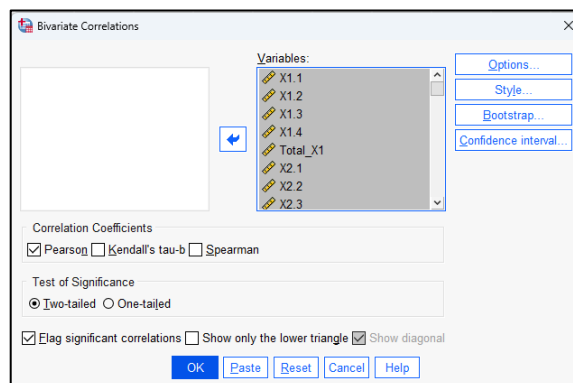 Bivariate Correlations
Variables:
X1.1
X1.2
X1.3
X1.4
Total_X1
X2.1
X2.2
X2.3
Options...
Style...
Bootstrap...
Confidence interval...
Correlation Coefficients
Pearson Kendall's tau-b Spearman
Test of Significance
Two-tailed One-tailed
Flag significant correlations Show only the lower triangle Show diagonal
OK Paste Reset Cancel Help